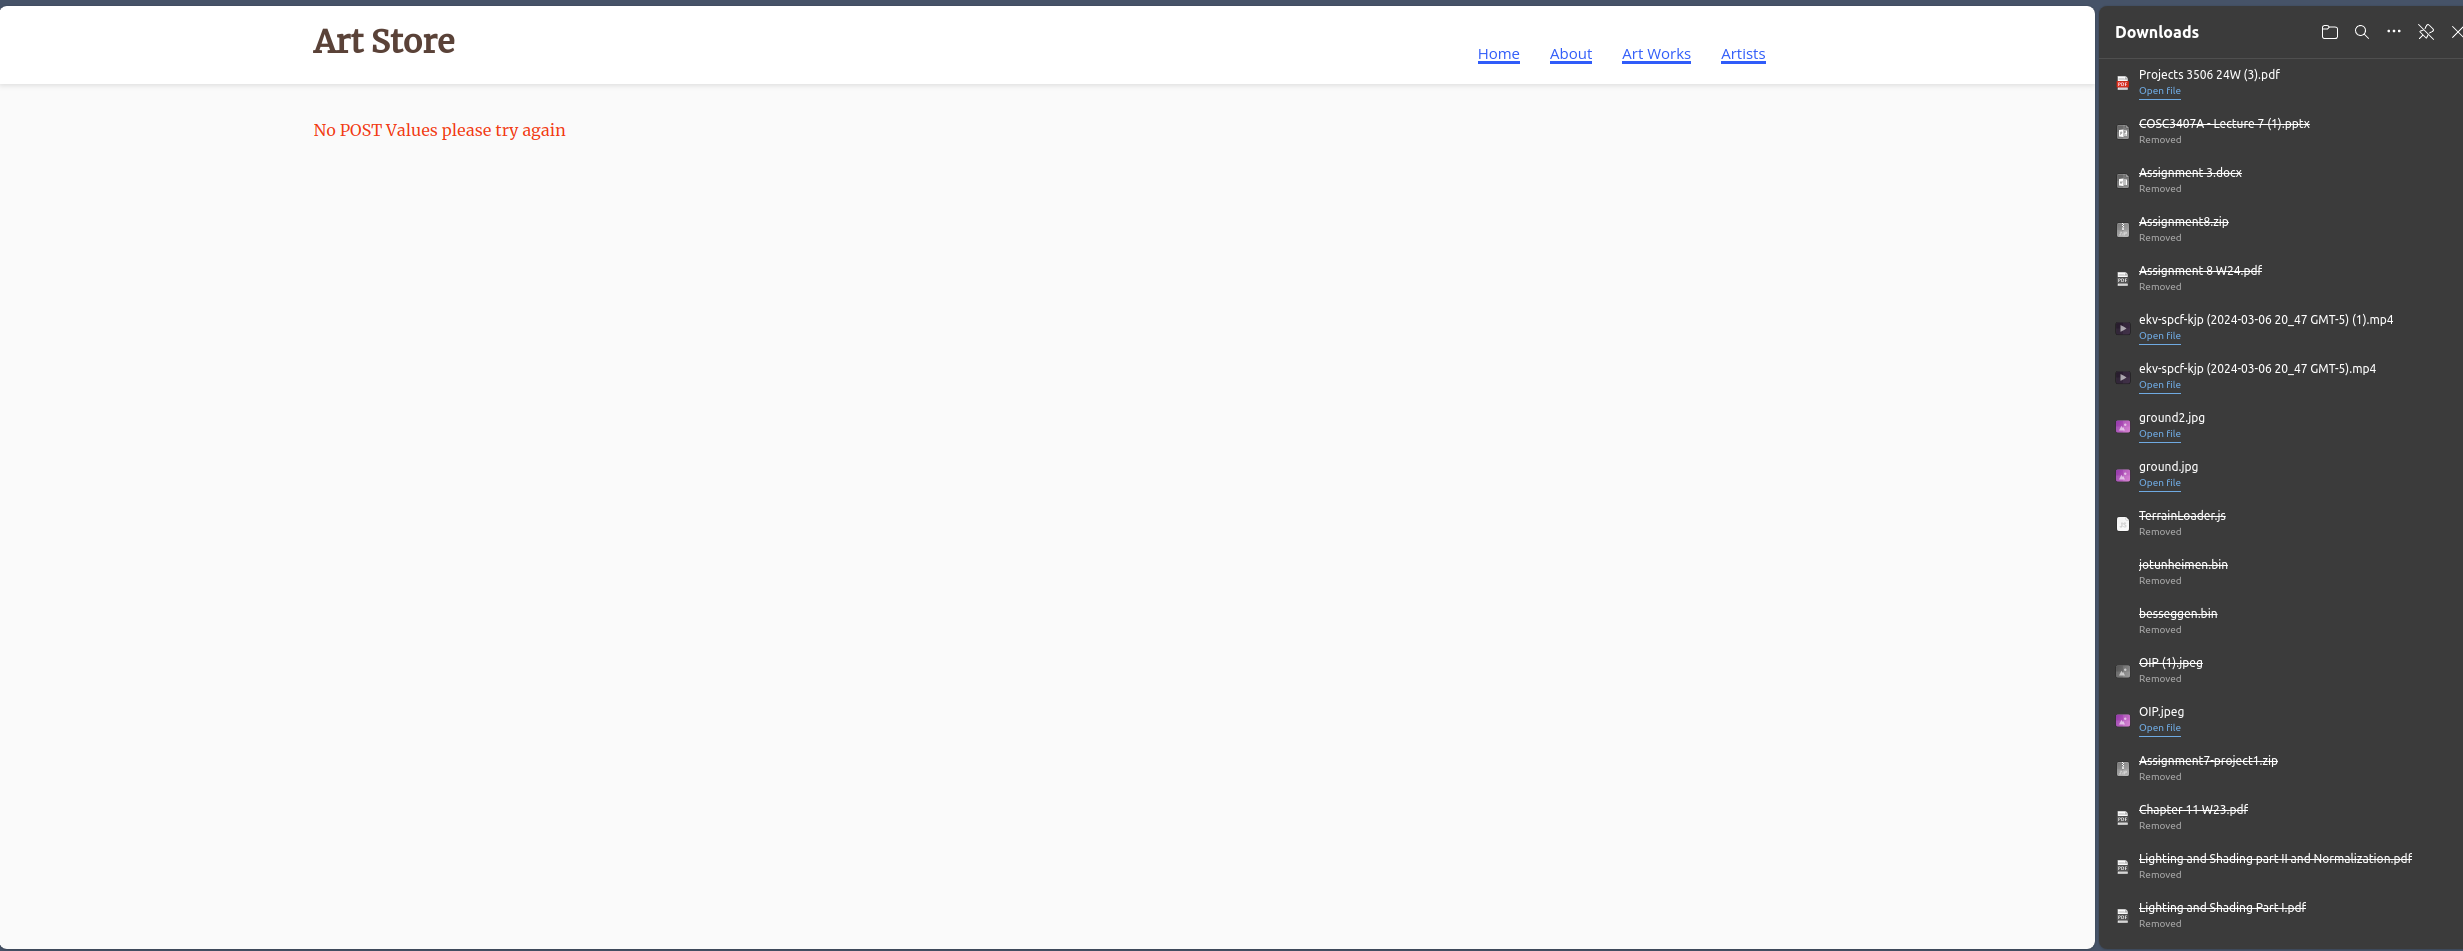 Art Store
Home About Art Works Artists
No POST Values please try again
Downloads
Projects 3506 24W (3).pdf
Open file
COSC3407A - Lecture 7 (1).pptx
Removed
Assignment 3.docx
Removed
Assignment8.zip
Removed
Assignment 8 W24.pdf
Removed
ekv-spcf-kjp (2024-03-06 20_47 GMT-5) (1).mp4
Open file
ekv-spcf-kjp (2024-03-06 20_47 GMT-5).mp4
Open file
ground2.jpg
Open file
ground.jpg
Open file
TerrainLoader.js
Removed
jotunheimen.bin
Removed
besseggen.bin
Removed
OIP (1).jpeg
Removed
OIP.jpeg
Open file
Assignment7-project1.zip
Removed
Chapter 11 W23.pdf
Removed
Lighting and Shading part II and Normalization.pdf
Removed
Lighting and Shading Part I.pdf
Removed